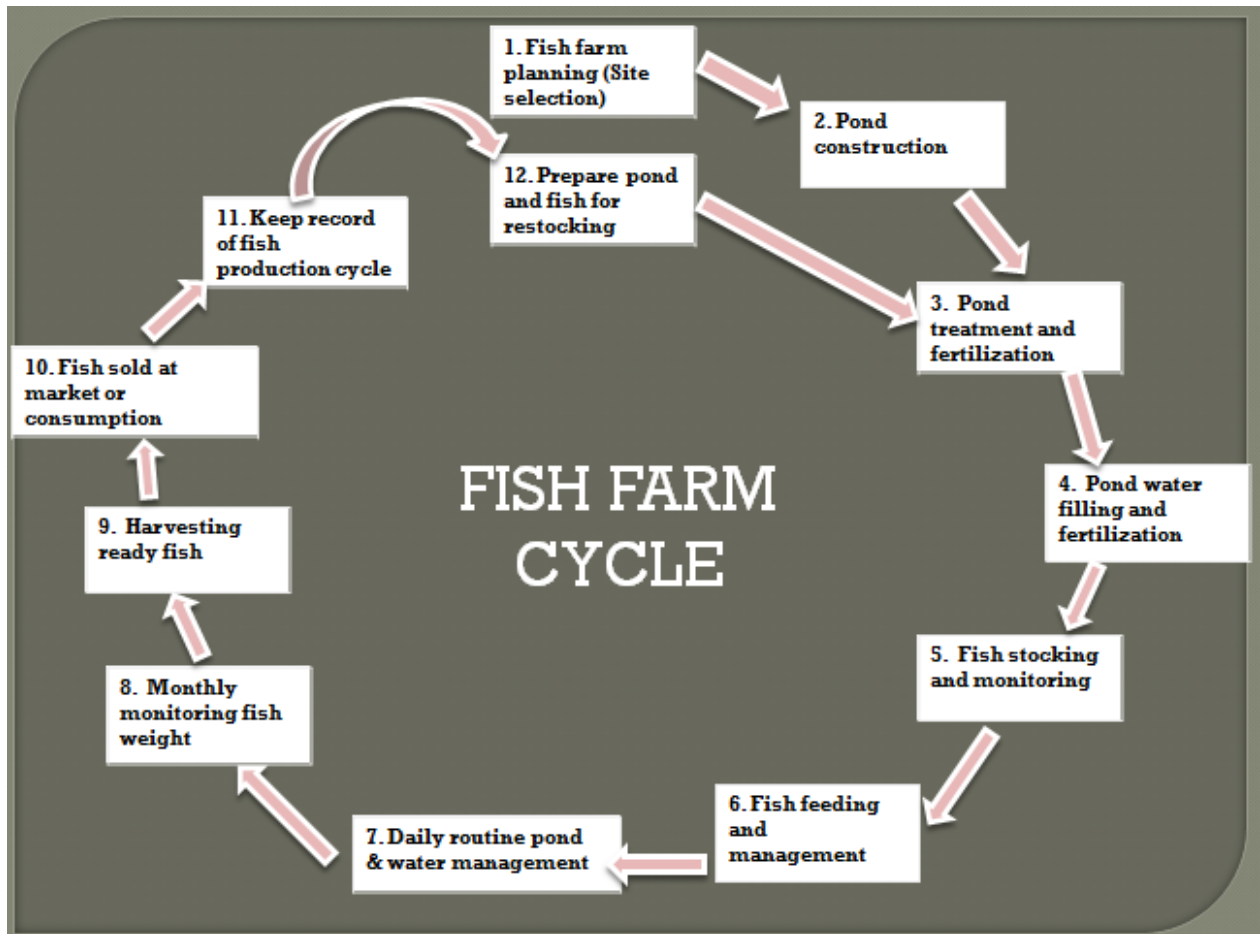 1. Fish farm
planning (Site
selection)
2. Pond
construction
12. Prepare pond
and fish for
restocking
11. Keep record
of fish
production cycle
3. Pond
treatment and
fertilization
10. Fish sold at
market or
consumption
4. Pond water
filling and
fertilization
FISH FARM
CYCLE
9. Harvesting
ready fish
5. Fish stocking
and monitoring
8. Monthly
monitoring fish
weight
6. Fish feeding
and
management
7. Daily routine pond
& water management